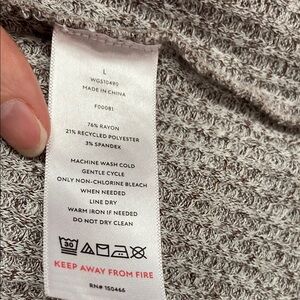 L
WGS10490
MADE IN CHINA
F00081
76% RAYON
21% RECYCLED POLYESTER
3% SPANDEX
MACHINE WASH COLD
GENTLE CYCLE
ONLY NON-CHLORINE BLEACH
WHEN NEEDED
LINE DRY
WARM IRON IF NEEDED
DO NOT DRY CLEAN
30
KEEP AWAY FROM FIRE
RN# 150466